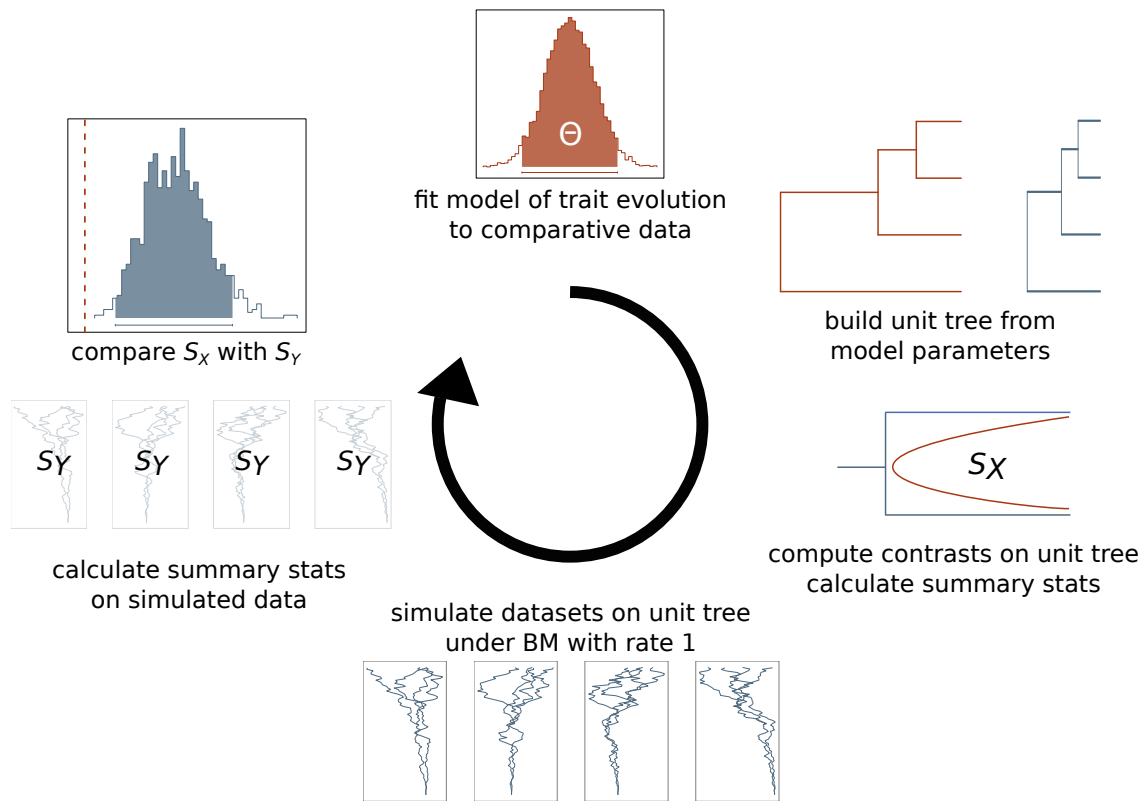 Θ
fit model of trait evolution
to comparative data
build unit tree from
model parameters
S_X
compute contrasts on unit tree
calculate summary stats
simulate datasets on unit tree
under BM with rate 1
S_Y S_Y S_Y S_Y
calculate summary stats
on simulated data
compare S_X with S_Y